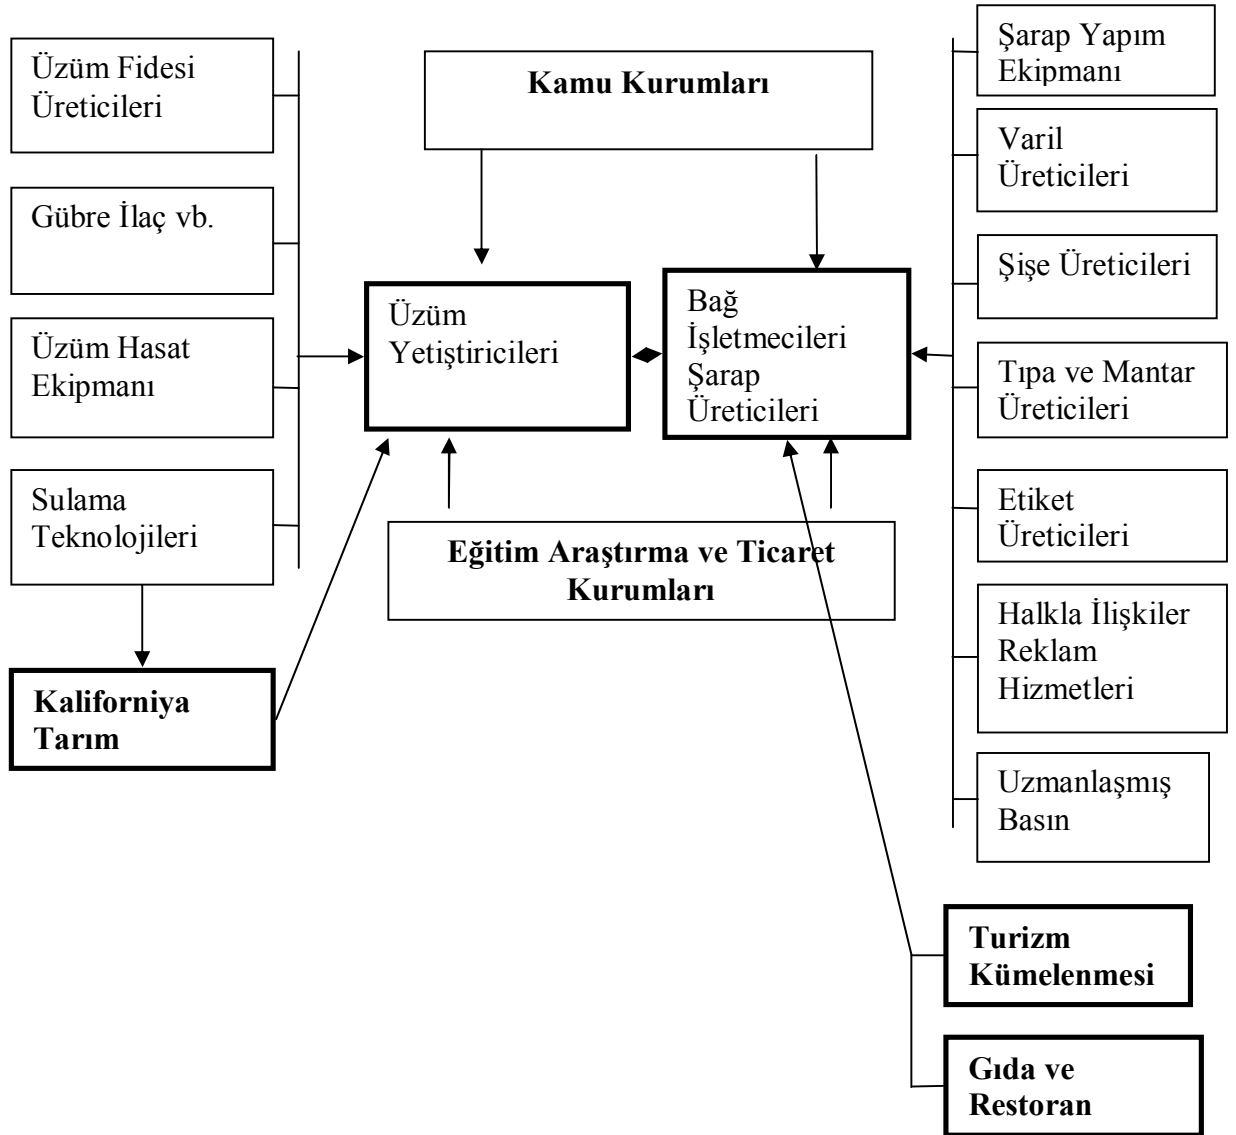 Üzüm Fidesi
Üreticileri
Gübre İlaç vb.
Üzüm Hasat
Ekipmanı
Sulama
Teknolojileri
Kaliforniya
Tarım
Kamu Kurumları
Üzüm
Yetiştiricileri
Bağ
İşletmecileri
Şarap
Üreticileri
Eğitim Araştırma ve Ticaret
Kurumları
Şarap Yapım
Ekipmanı
Varil
Üreticileri
Şişe Üreticileri
Tıpa ve Mantar
Üreticileri
Etiket
Üreticileri
Halkla İlişkiler
Reklam
Hizmetleri
Uzmanlaşmış
Basın
Turizm
Kümelenmesi
Gıda ve
Restoran